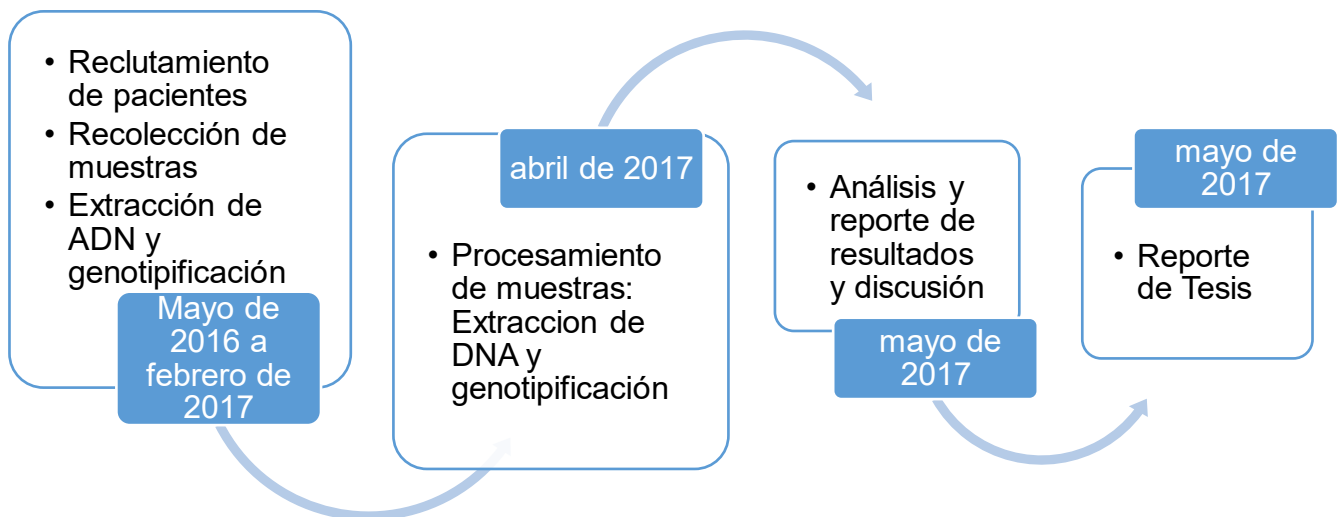 • Reclutamiento
de pacientes
• Recolección de
muestras
• Extracción de
ADN y
genotipificación
Mayo de
2016 a
febrero de
2017
abril de 2017
• Procesamiento
de muestras:
Extraccion de
DNA y
genotipificación
• Análisis y
reporte de
resultados
y discusión
mayo de
2017
mayo de
2017
• Reporte
de Tesis